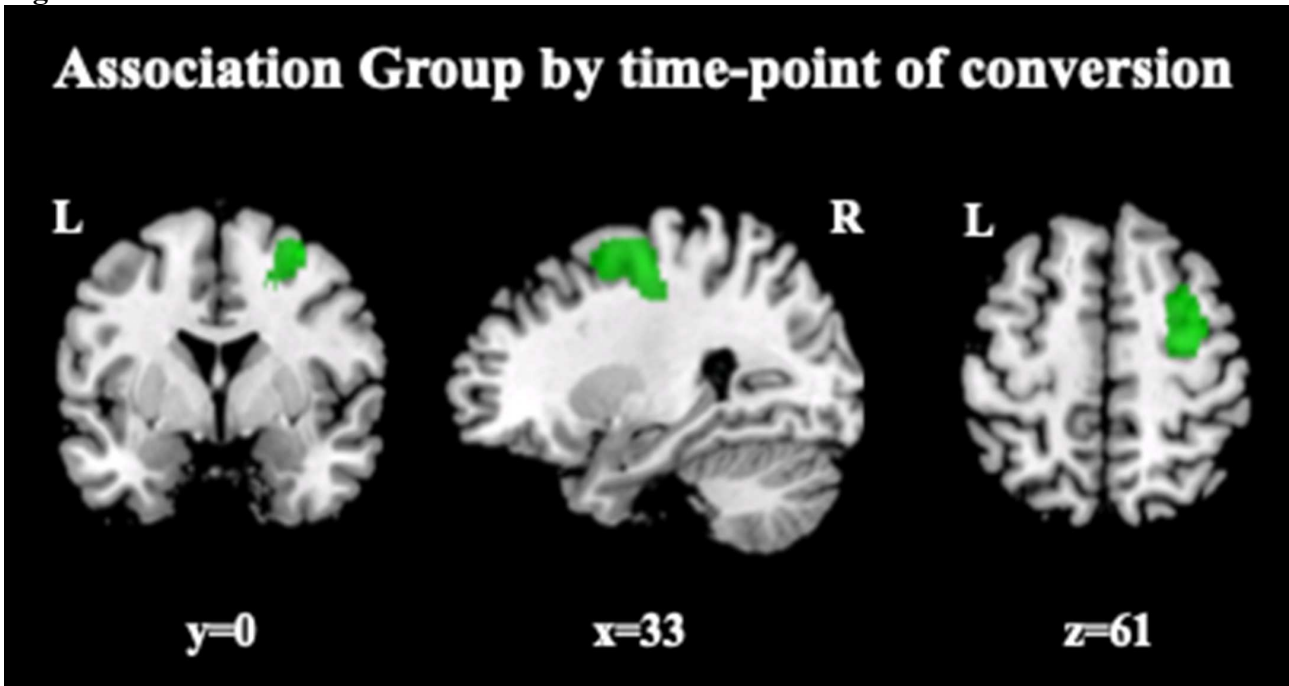 Association Group by time-point of conversion
L R L
y=0 x=33 z=61